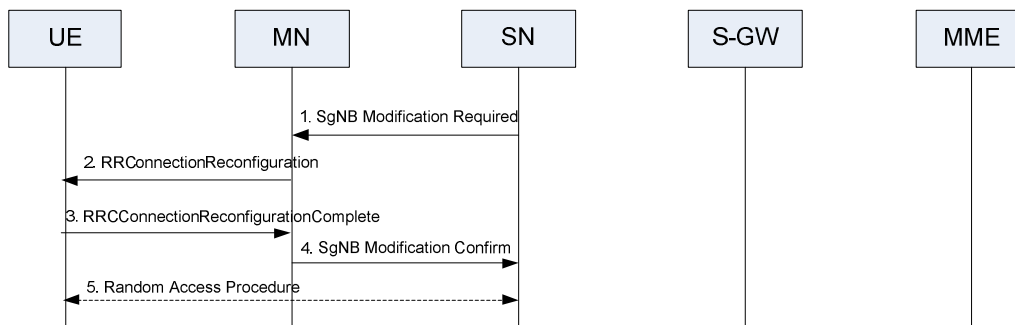 UE
MN
SN
S-GW
MME
1. SgNB Modification Required
2. RRConnectionReconfiguration
3. RRCConnectionReconfigurationComplete
4. SgNB Modification Confirm
5. Random Access Procedure